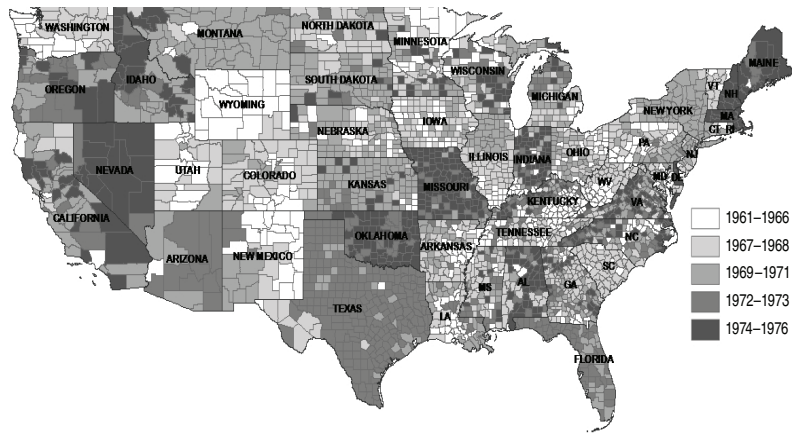 WASHINGTON
MONTANA
NORTH DAKOTA
MINNESOTA
MAINE
OREGON
IDAHO
SOUTH DAKOTA
WISCONSIN
VT
NH
WYOMING
MICHIGAN
NEW YORK
MA
IOWA
CT RI
NEBRASKA
PA
NEVADA
UTAH
COLORADO
ILLINOIS
INDIANA
OHIO
NJ
KANSAS
MISSOURI
WV
MD DE
CALIFORNIA
KENTUCKY
VA
OKLAHOMA
TENNESSEE
NC
ARIZONA
NEW MEXICO
ARKANSAS
SC
MS
AL
GA
TEXAS
LA
FLORIDA
1961–1966
1967–1968
1969–1971
1972–1973
1974–1976